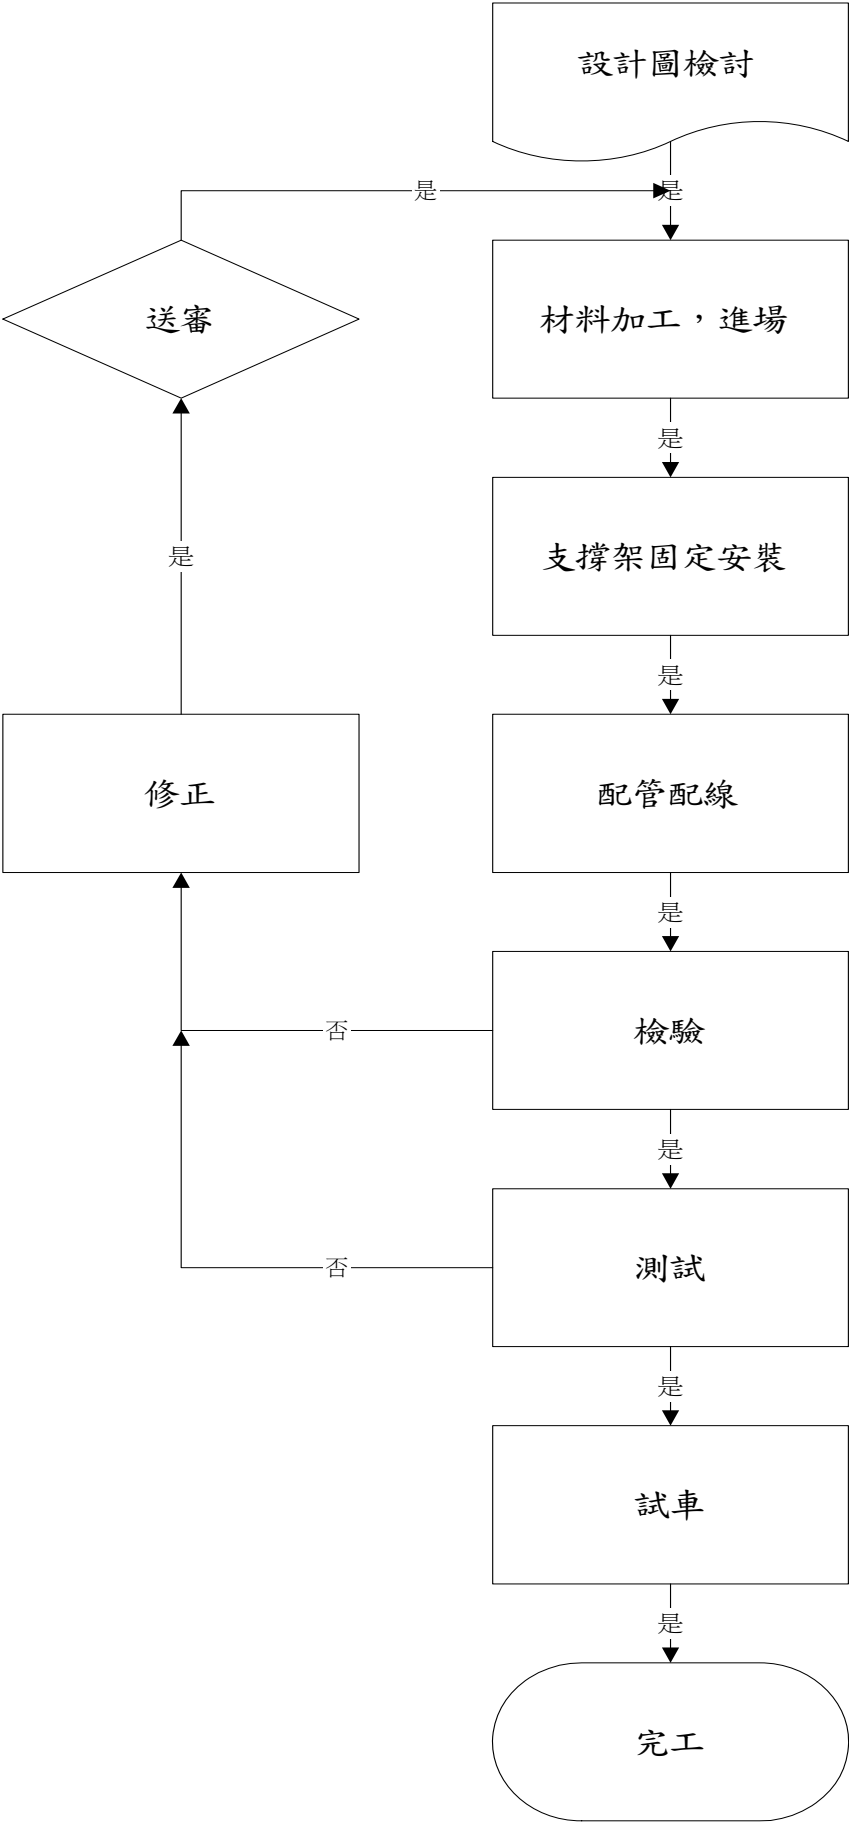 設計圖檢討
是
是
送審
材料加工，進場
是
支撐架固定安裝
是
是
修正
配管配線
是
檢驗
否
是
測試
否
是
試車
是
完工